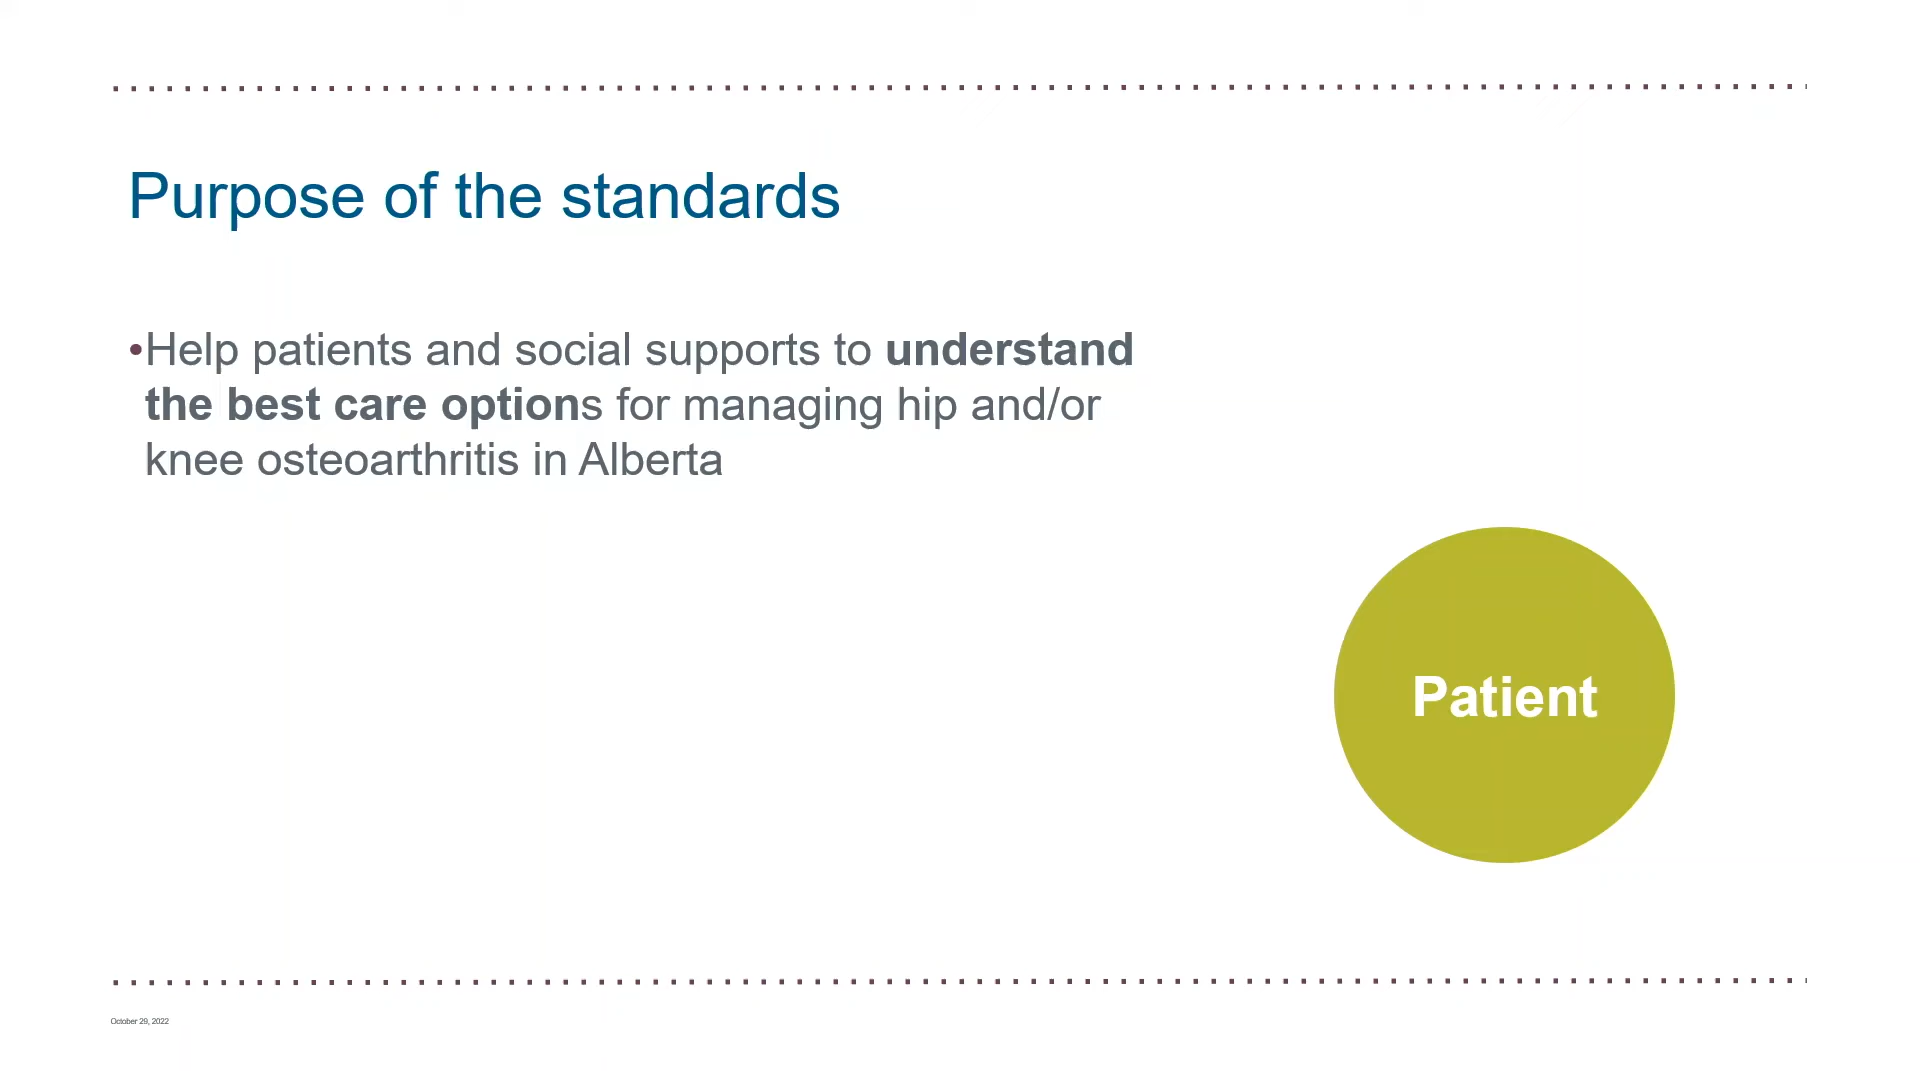 Purpose of the standards
•Help patients and social supports to understand
the best care options for managing hip and/or
knee osteoarthritis in Alberta
Patient
October 29, 2022